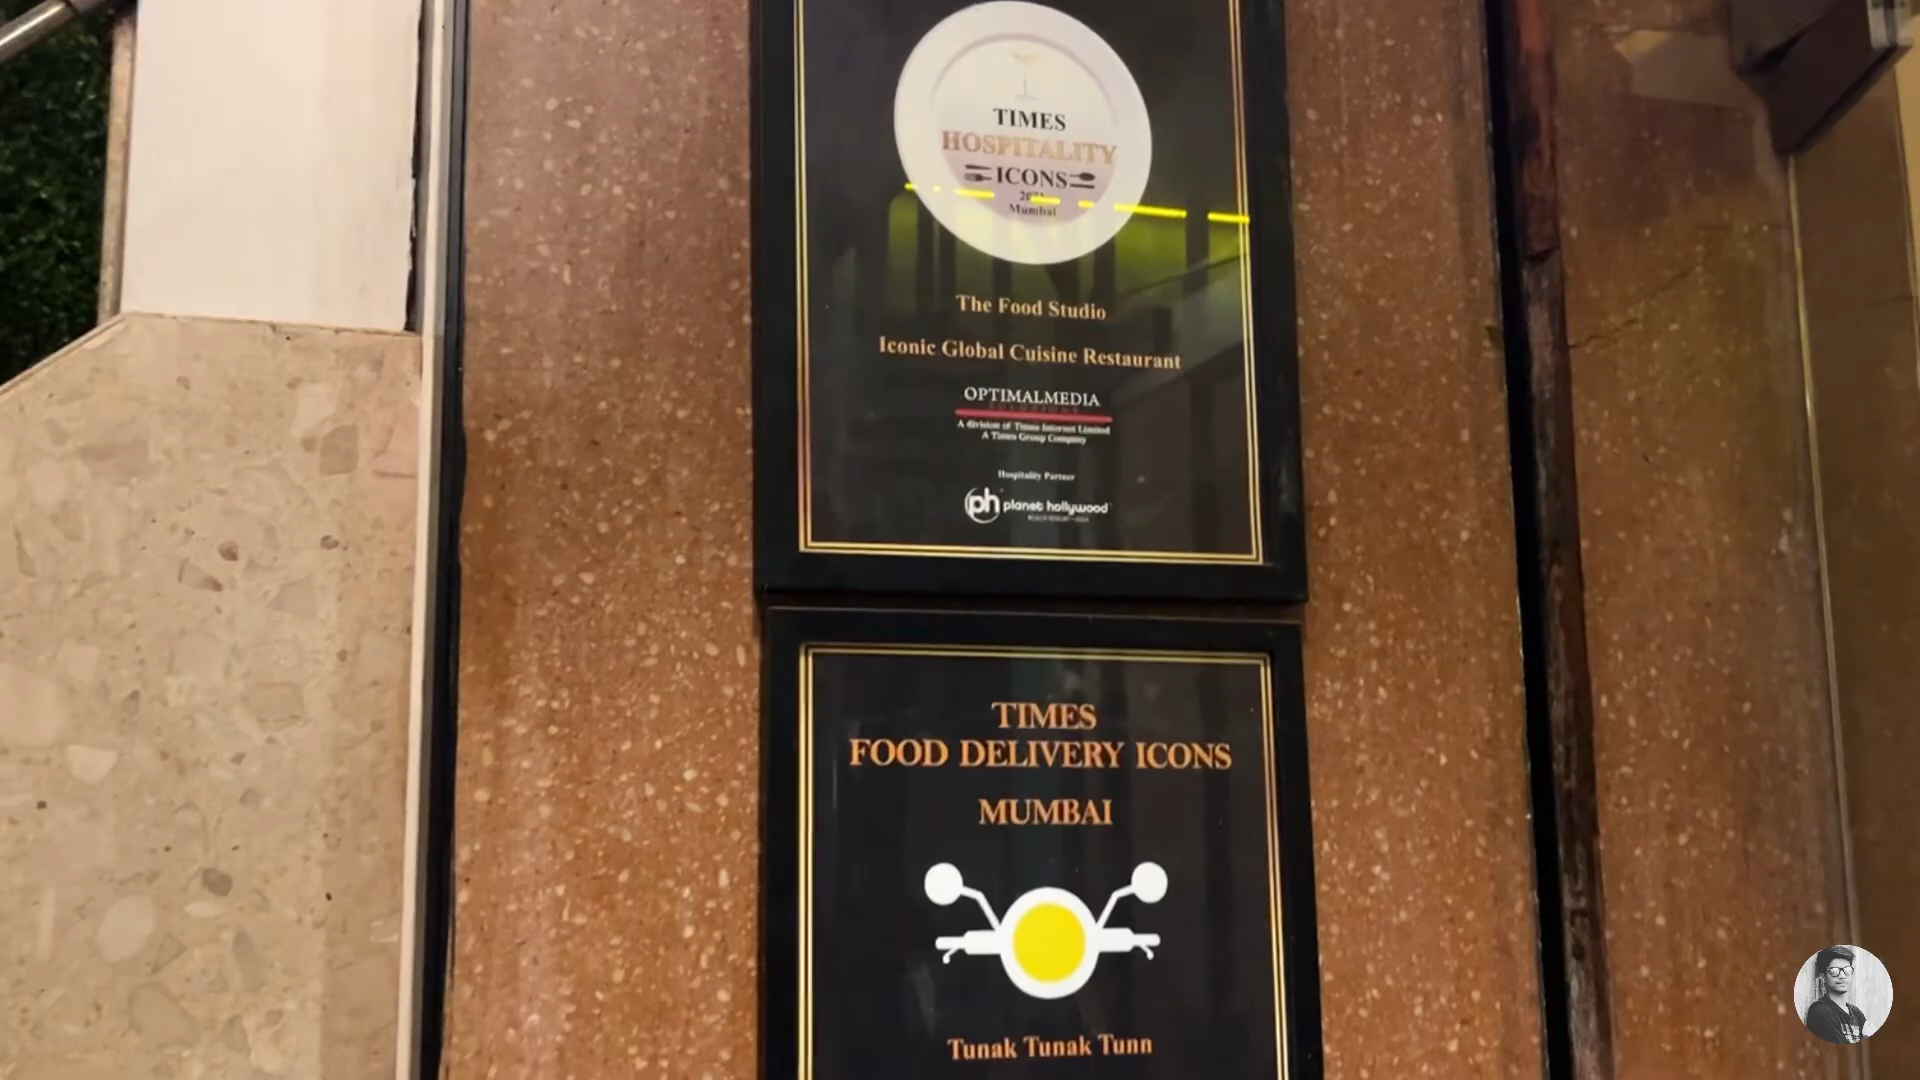 TIMES
HOSPITALITY
ICONS
Mumbai
The Food Studio
Iconic Global Cuisine Restaurant
OPTIMALMEDIA
A division of Times Internet Limited
A Times Group Company
Hospitality Partner
ph planet hollywood
TIMES
FOOD DELIVERY ICONS
MUMBAI
Tunak Tunak Tunn